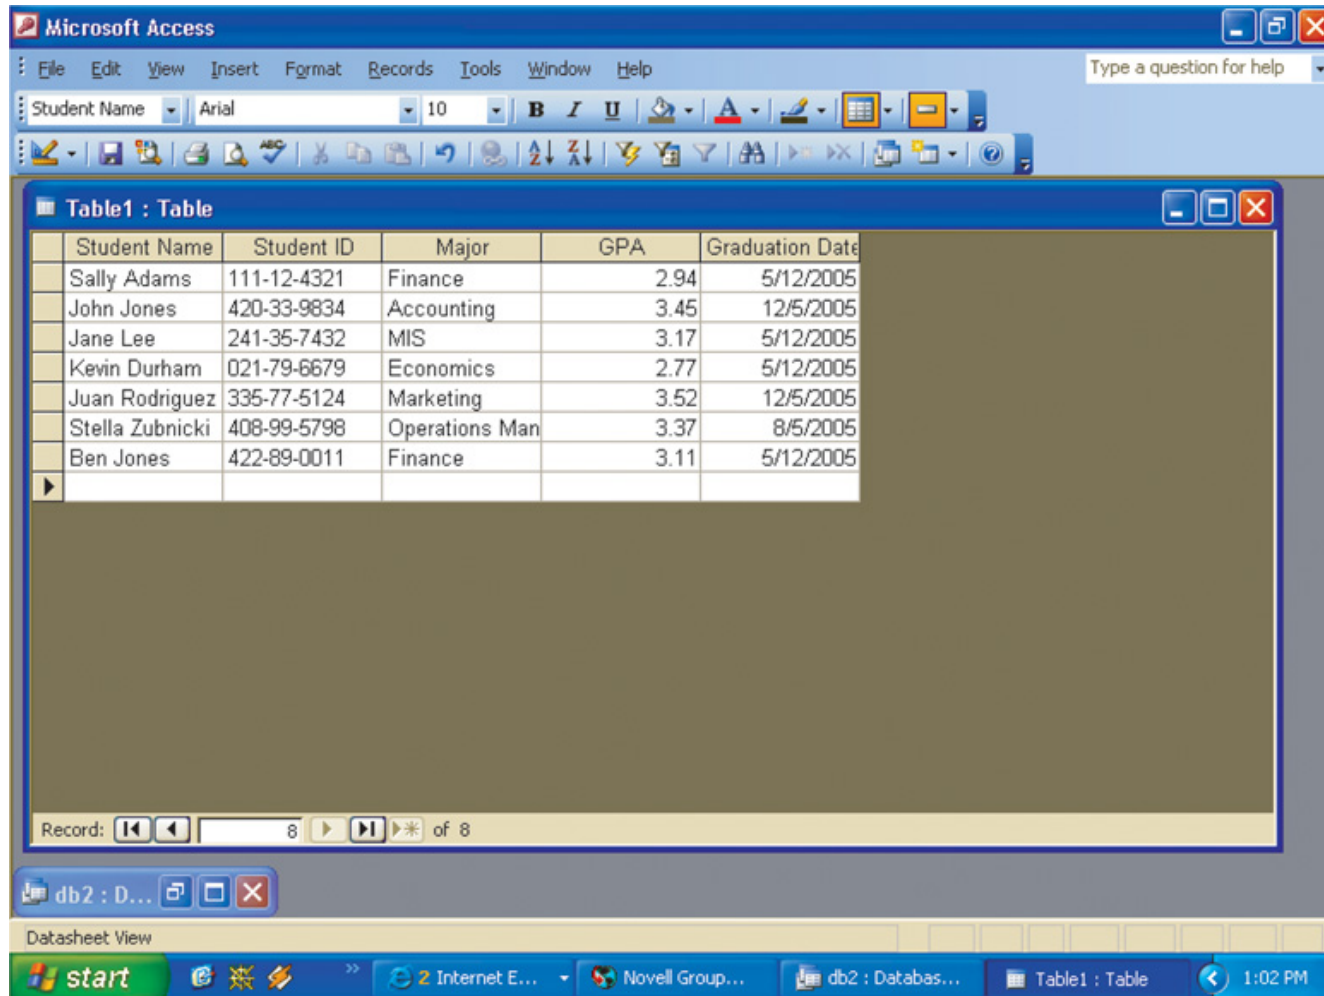 Microsoft Access
File Edit View Insert Format Records Tools Window Help Type a question for help
Student Name Arial 10 B I U A
ABC A Z Z A
Table1 : Table
Student Name Student ID Major GPA Graduation Date
Sally Adams 111-12-4321 Finance 2.94 5/12/2005
John Jones 420-33-9834 Accounting 3.45 12/5/2005
Jane Lee 241-35-7432 MIS 3.17 5/12/2005
Kevin Durham 021-79-6679 Economics 2.77 5/12/2005
Juan Rodriguez 335-77-5124 Marketing 3.52 12/5/2005
Stella Zubnicki 408-99-5798 Operations Man 3.37 8/5/2005
Ben Jones 422-89-0011 Finance 3.11 5/12/2005
Record: 8 of 8
db2 : D...
Datasheet View
start 2 Internet E... Novell Group... db2 : Databas... Table1 : Table 1:02 PM